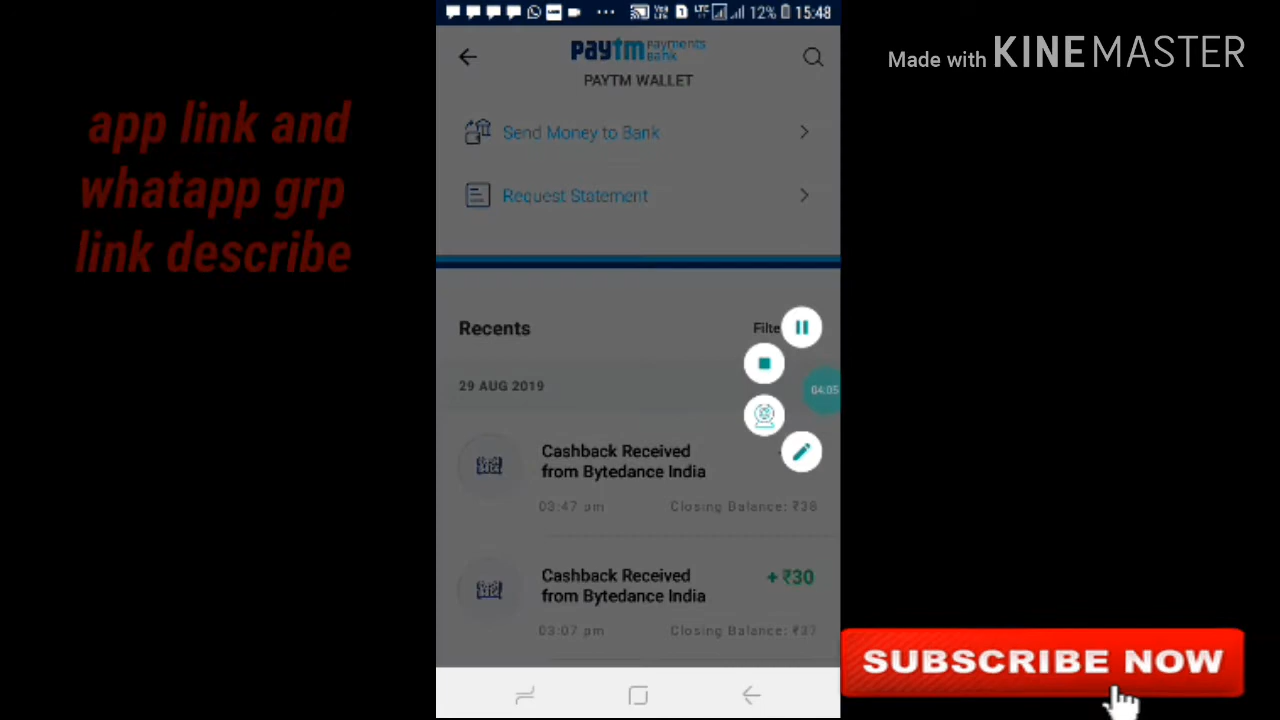 12% 15:48
Made with KINEMASTER
paytm payments bank
PAYTM WALLET
app link and
whatapp grp
link describe
Send Money to Bank
Request Statement
Recents
Filte
29 AUG 2019
04:05
Cashback Received
from Bytedance India
03:47 pm Closing Balance: ₹38
Cashback Received
from Bytedance India
+ ₹30
03:07 pm Closing Balance: ₹37
SUBSCRIBE NOW